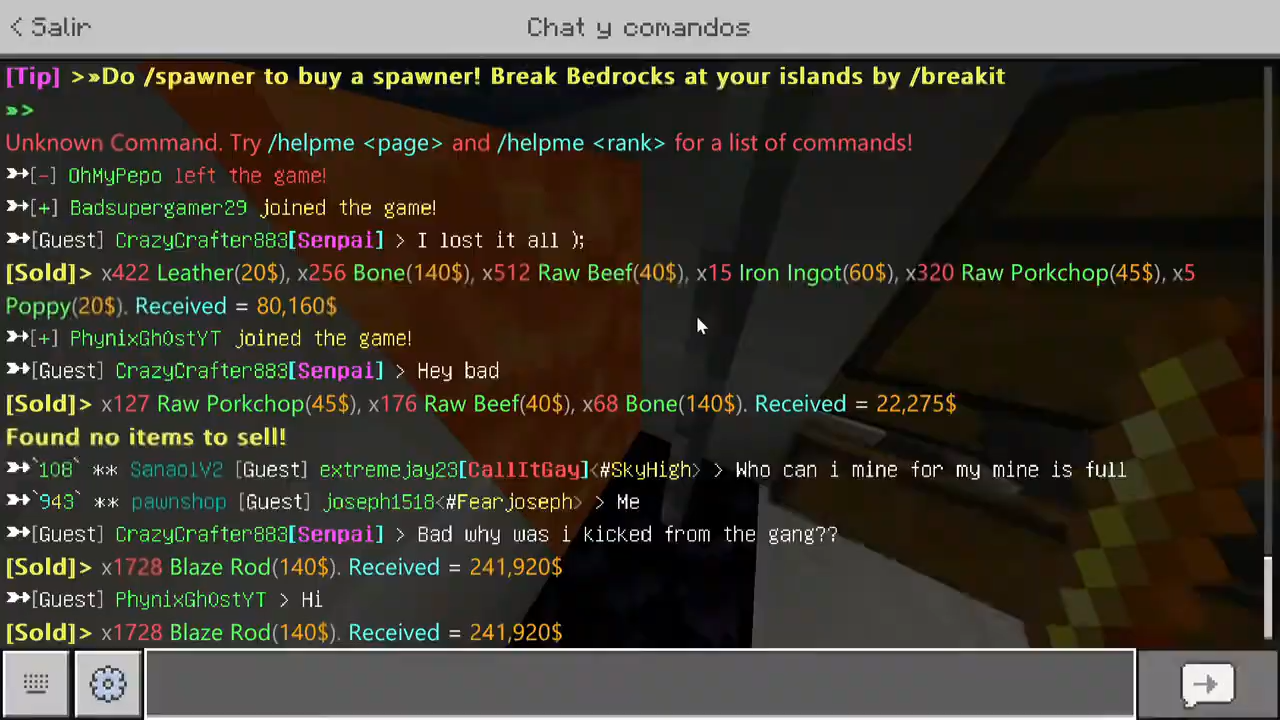 < Salir
Chat y comandos
[Tip] >»Do /spawner to buy a spawner! Break Bedrocks at your islands by /breakit
»>
Unknown Command. Try /helpme <page> and /helpme <rank> for a list of commands!
➳[-] OhMyPepo left the game!
➳[+] Badsupergamer29 joined the game!
➳[Guest] CrazyCrafter883[Senpai] > I lost it all );
[Sold]> x422 Leather(20$), x256 Bone(140$), x512 Raw Beef(40$), x15 Iron Ingot(60$), x320 Raw Porkchop(45$), x5
Poppy(20$). Received = 80,160$
➳[+] PhynixGh0stYT joined the game!
➳[Guest] CrazyCrafter883[Senpai] > Hey bad
[Sold]> x127 Raw Porkchop(45$), x176 Raw Beef(40$), x68 Bone(140$). Received = 22,275$
Found no items to sell!
➳`108` ** SanaolV2 [Guest] extremejay23[CallItGay]<#SkyHigh> > Who can i mine for my mine is full
➳`943` ** pawnshop [Guest] joseph1518<#Fearjoseph> > Me
➳[Guest] CrazyCrafter883[Senpai] > Bad why was i kicked from the gang??
[Sold]> x1728 Blaze Rod(140$). Received = 241,920$
➳[Guest] PhynixGh0stYT > Hi
[Sold]> x1728 Blaze Rod(140$). Received = 241,920$